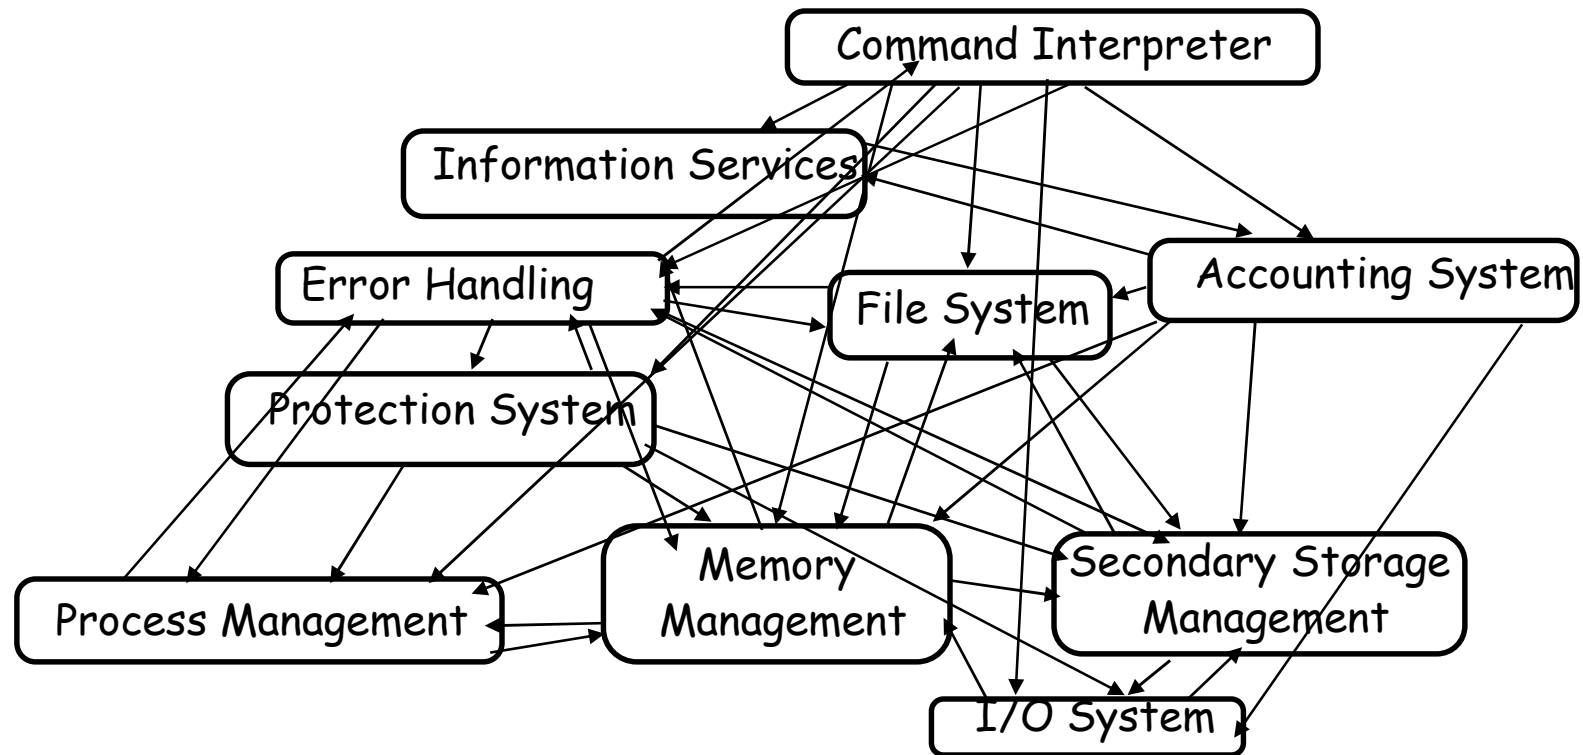 Command Interpreter
Information Services
Error Handling
File System
Accounting System
Protection System
Process Management
Memory
Management
Secondary Storage
Management
I/O System